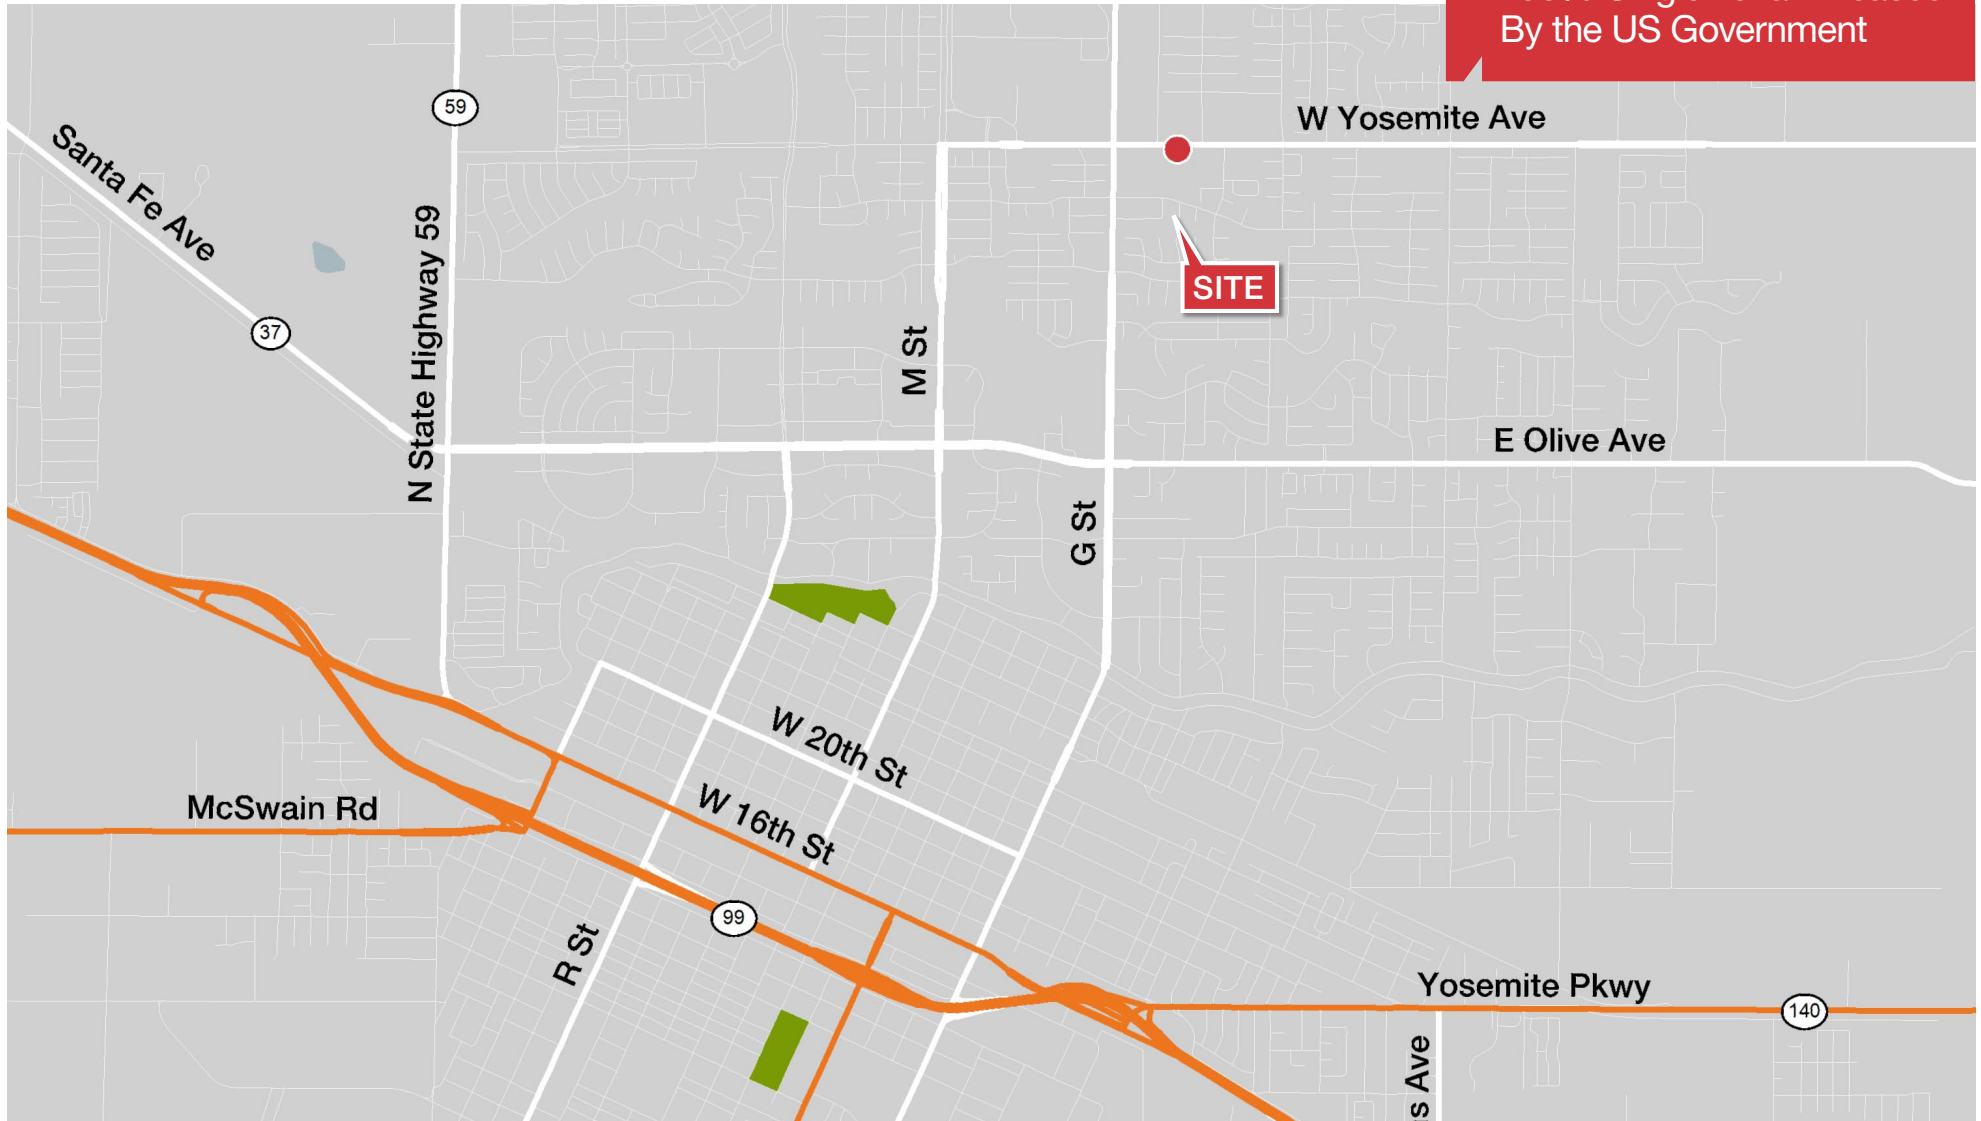 By the US Government
W Yosemite Ave
59
Santa Fe Ave
N State Highway 59
SITE
37
M St
E Olive Ave
G St
W 20th St
W 16th St
McSwain Rd
99
R St
Yosemite Pkwy
140
Ave